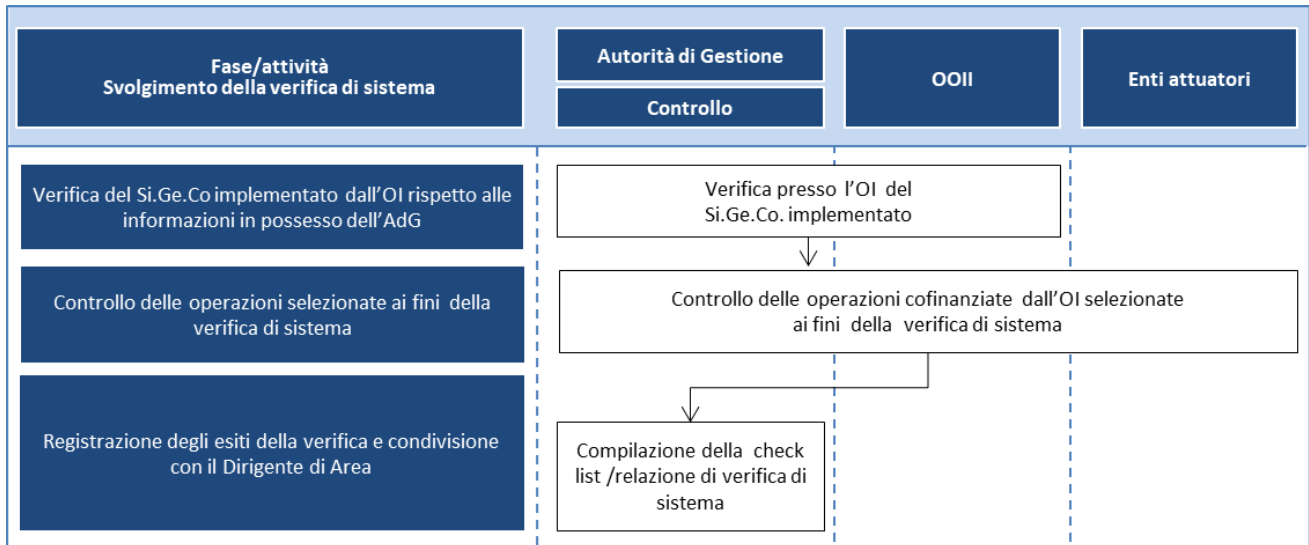 Fase/attività
Svolgimento della verifica di sistema
Autorità di Gestione
Controllo
OOII
Enti attuatori
Verifica del Si.Ge.Co implementato dall'OI rispetto alle
informazioni in possesso dell'AdG
Verifica presso l'OI del
Si.Ge.Co. implementato
Controllo delle operazioni selezionate ai fini della
verifica di sistema
Controllo delle operazioni cofinanziate dall'OI selezionate
ai fini della verifica di sistema
Registrazione degli esiti della verifica e condivisione
con il Dirigente di Area
Compilazione della check
list /relazione di verifica di
sistema